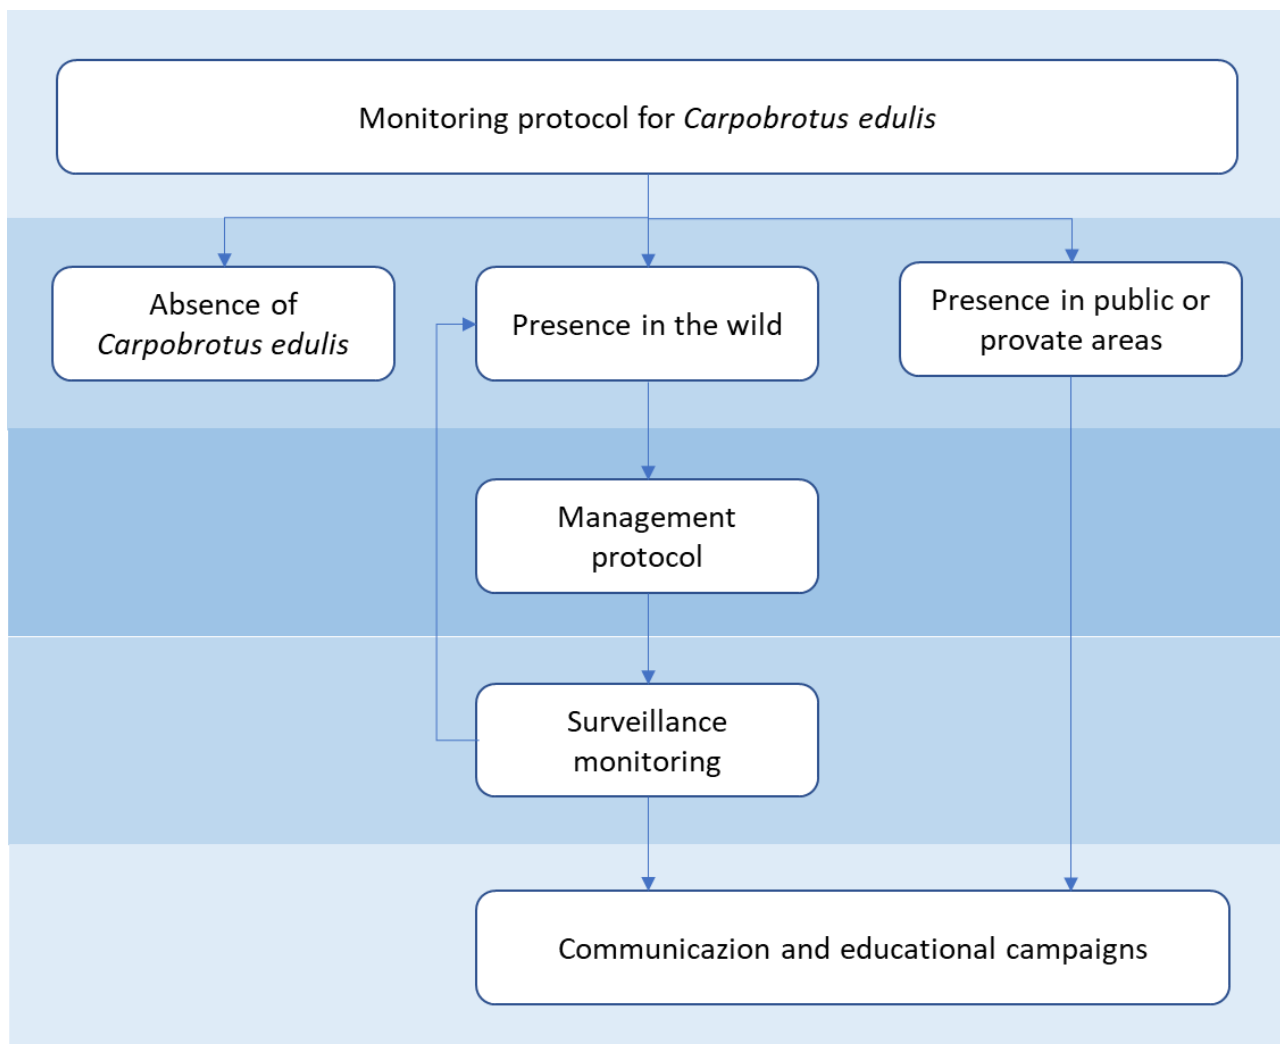 Monitoring protocol for Carpobrotus edulis
Absence of
Carpobrotus edulis
Presence in the wild
Presence in public or
provate areas
Management
protocol
Surveillance
monitoring
Communicazion and educational campaigns